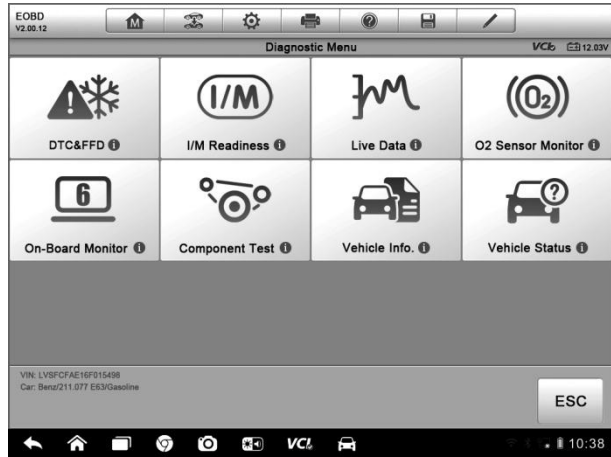 EOBD
V2.00.12
M
Diagnostic Menu
VCI 12.03V
I/M
O2
DTC&FFD i
I/M Readiness i
Live Data i
O2 Sensor Monitor i
6
?
On-Board Monitor i
Component Test i
Vehicle Info. i
Vehicle Status i
VIN: LVSFCFAE16F015498
Car: Benz/211.077 E63/Gasoline
ESC
VCI
10:38